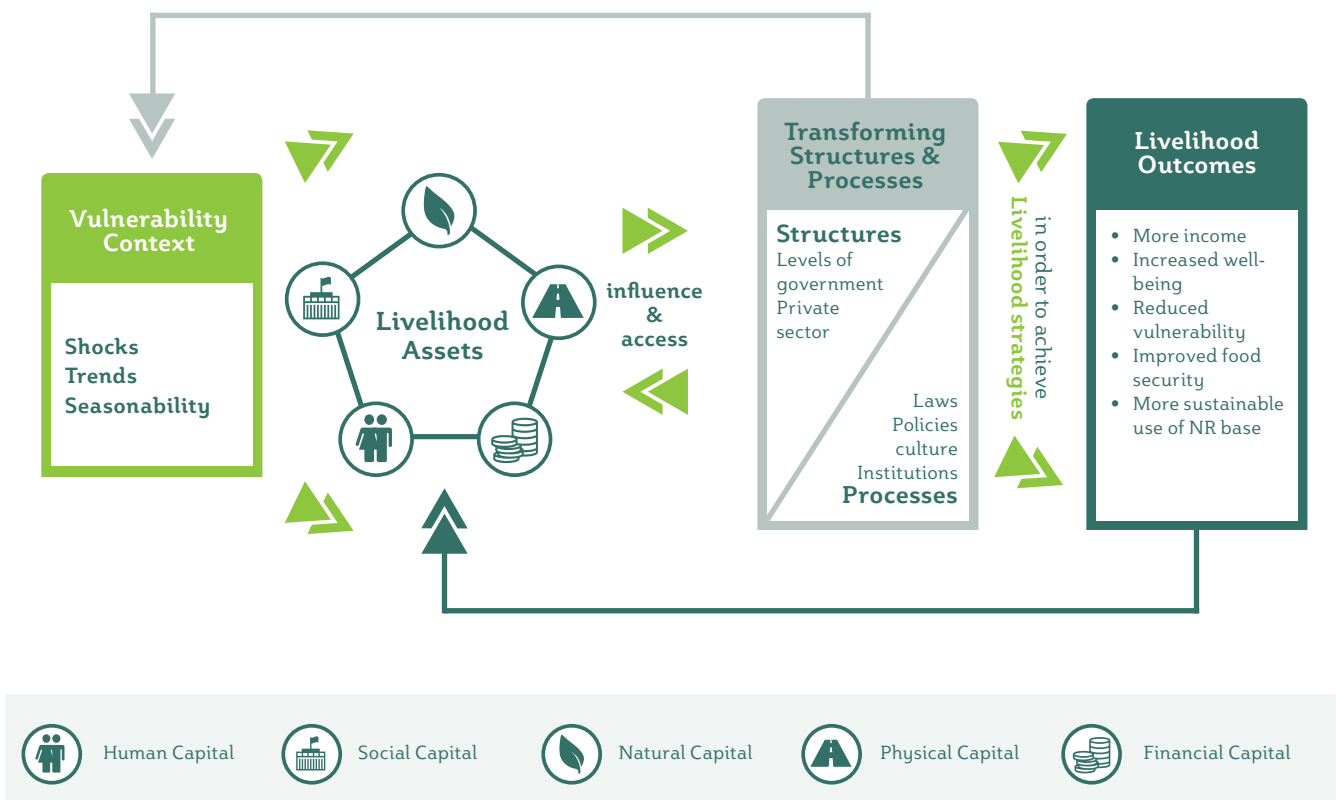 Vulnerability
Context
Shocks
Trends
Seasonability
Livelihood
Assets
influence
&
access
Transforming
Structures &
Processes
Structures
Levels of
government
Private
sector
Laws
Policies
culture
Institutions
Processes
Livelihood strategies
in order to achieve
Livelihood
Outcomes
• More income
• Increased well-
being
• Reduced
vulnerability
• Improved food
security
• More sustainable
use of NR base
Human Capital
Social Capital
Natural Capital
Physical Capital
Financial Capital